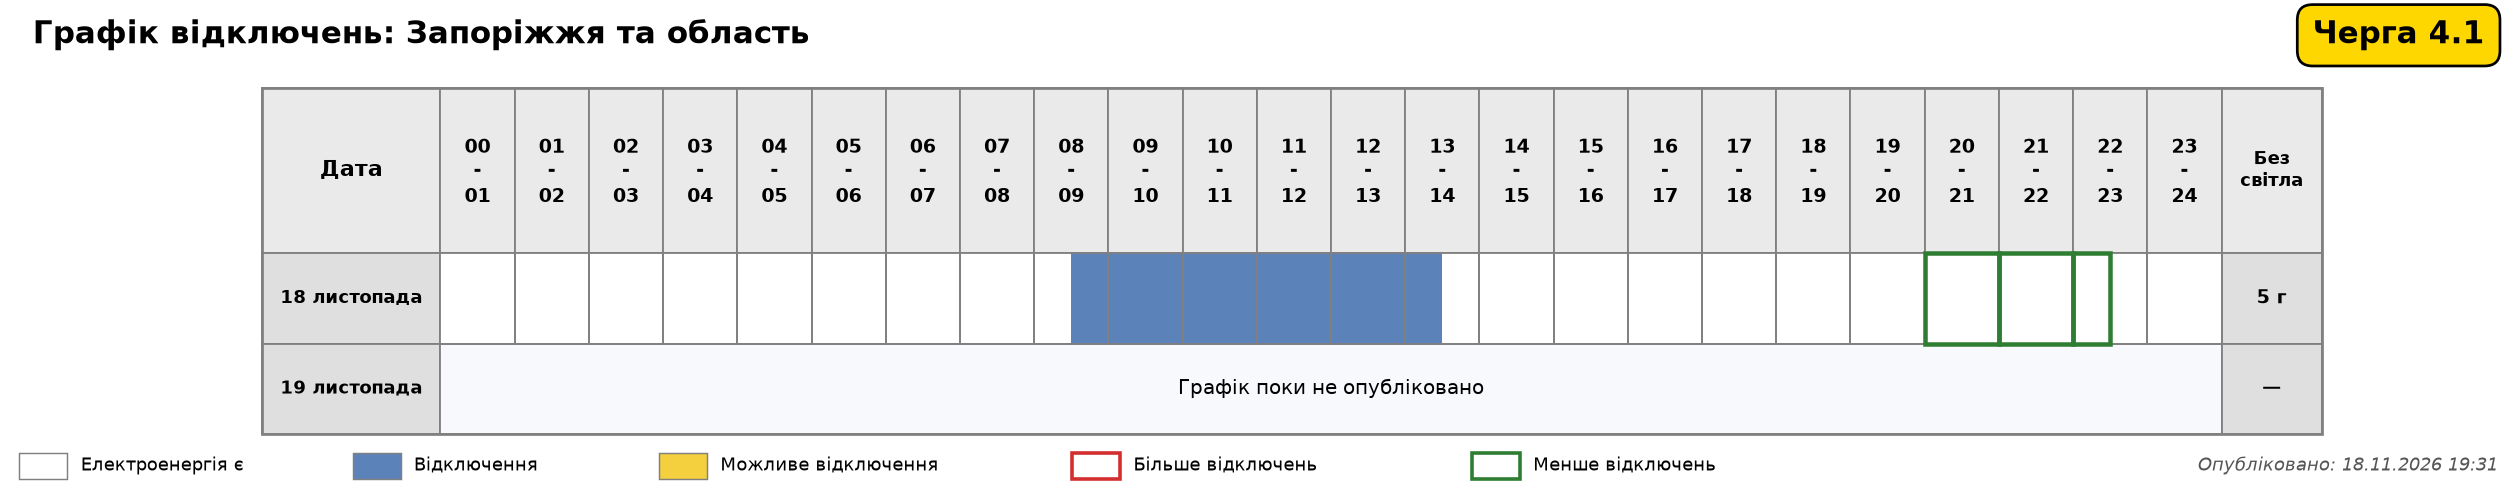 Графік відключень: Запоріжжя та область
Черга 4.1
Дата
00 - 01
01 - 02
02 - 03
03 - 04
04 - 05
05 - 06
06 - 07
07 - 08
08 - 09
09 - 10
10 - 11
11 - 12
12 - 13
13 - 14
14 - 15
15 - 16
16 - 17
17 - 18
18 - 19
19 - 20
20 - 21
21 - 22
22 - 23
23 - 24
Без
світла
18 листопада
5 г
19 листопада
Графік поки не опубліковано
—
Електроенергія є
Відключення
Можливе відключення
Більше відключень
Менше відключень
Опубліковано: 18.11.2026 19:31